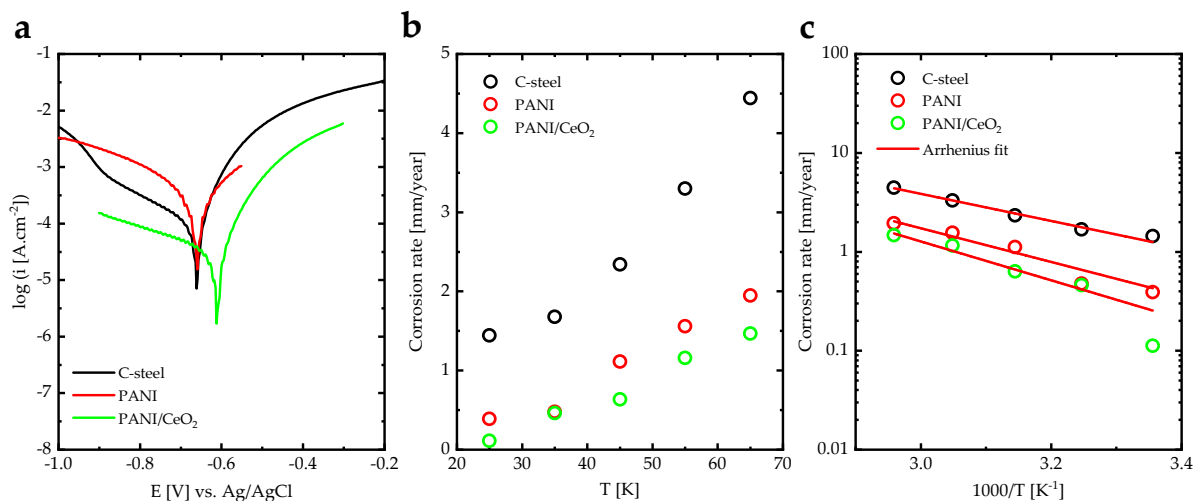 a
-1
-2
-3
-4
-5
-6
-7
-8
log (i [A.cm-2])
C-steel
PANI
PANI/CeO2
-1.0 -0.8 -0.6 -0.4 -0.2
E [V] vs. Ag/AgCl
b
5
4
3
2
1
0
Corrosion rate [mm/year]
C-steel
PANI
PANI/CeO2
20 30 40 50 60 70
T [K]
c
100
10
1
0.1
0.01
Corrosion rate [mm/year]
C-steel
PANI
PANI/CeO2
Arrhenius fit
3.0 3.2 3.4
1000/T [K-1]